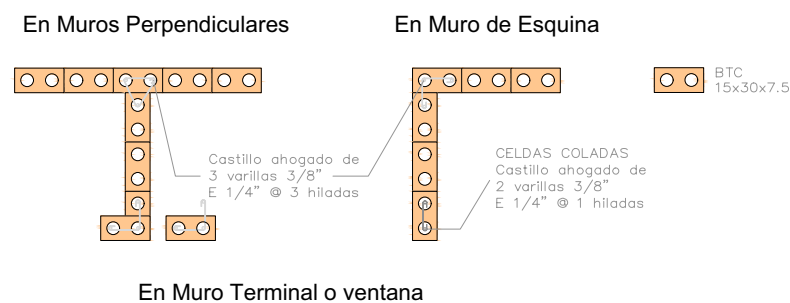 En Muros Perpendiculares
En Muro de Esquina
BTC
15x30x7.5
Castillo ahogado de
3 varillas 3/8"
E 1/4" @ 3 hiladas
CELDAS COLADAS
Castillo ahogado de
2 varillas 3/8"
E 1/4" @ 1 hiladas
En Muro Terminal o ventana